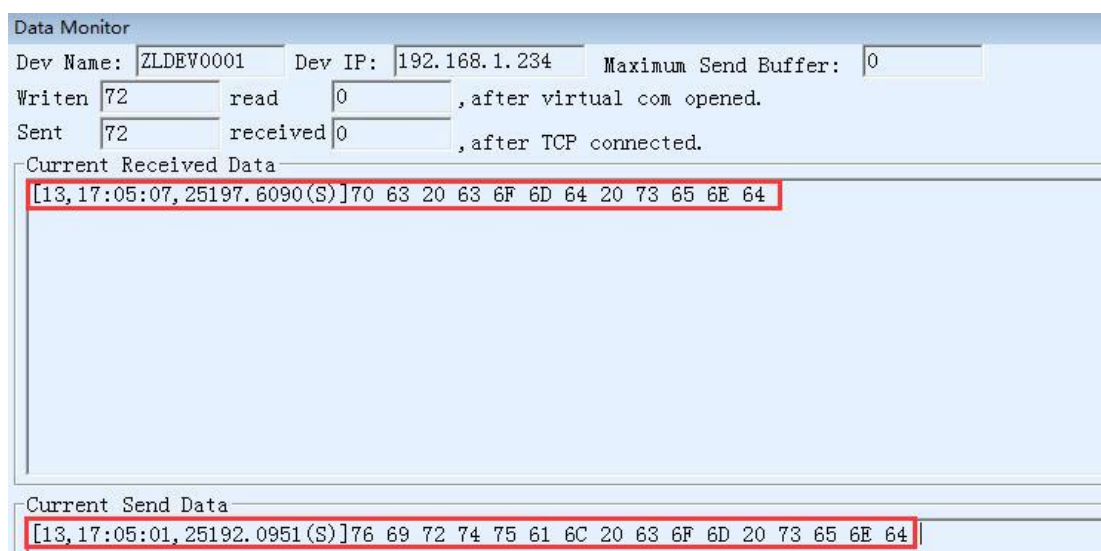 Data Monitor
Dev Name: ZLDEV0001 Dev IP: 192.168.1.234 Maximum Send Buffer: 0
Writen 72 read 0 ,after virtual com opened.
Sent 72 received 0 ,after TCP connected.
Current Received Data
[13,17:05:07,25197.6090(S)]70 63 20 63 6F 6D 64 20 73 65 6E 64
Current Send Data
[13,17:05:01,25192.0951(S)]76 69 72 74 75 61 6C 20 63 6F 6D 20 73 65 6E 64